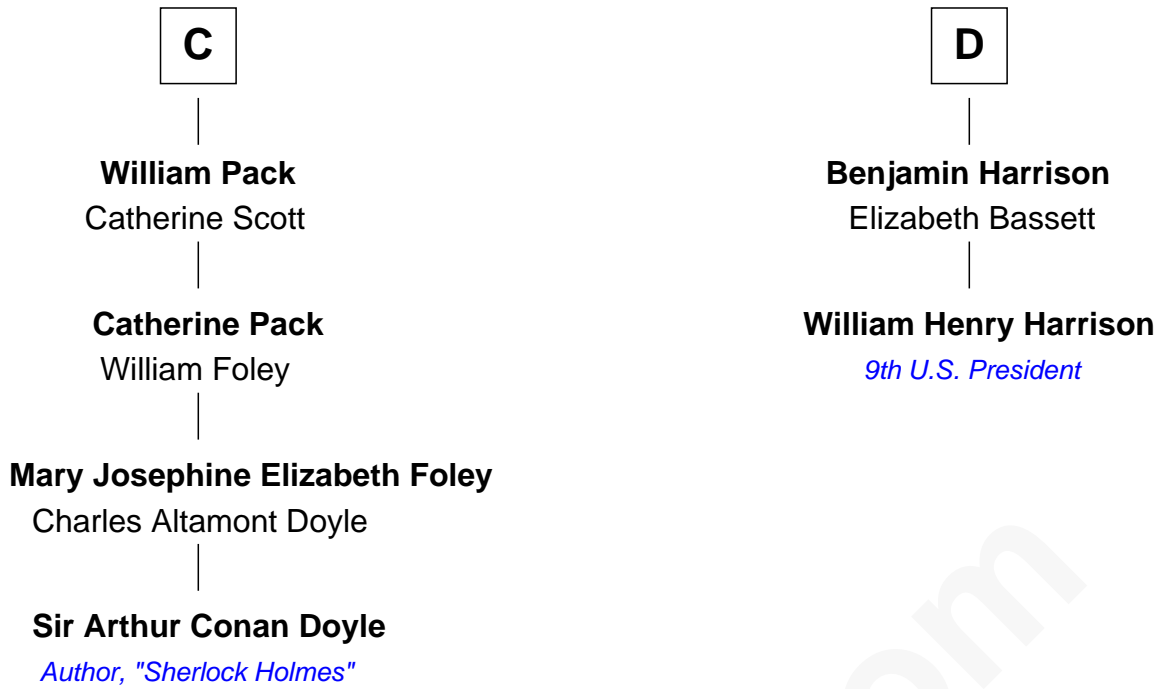 C
William Pack
Catherine Scott
Catherine Pack
William Foley
Mary Josephine Elizabeth Foley
Charles Altamont Doyle
Sir Arthur Conan Doyle
Author, "Sherlock Holmes"
D
Benjamin Harrison
Elizabeth Bassett
William Henry Harrison
9th U.S. President
om